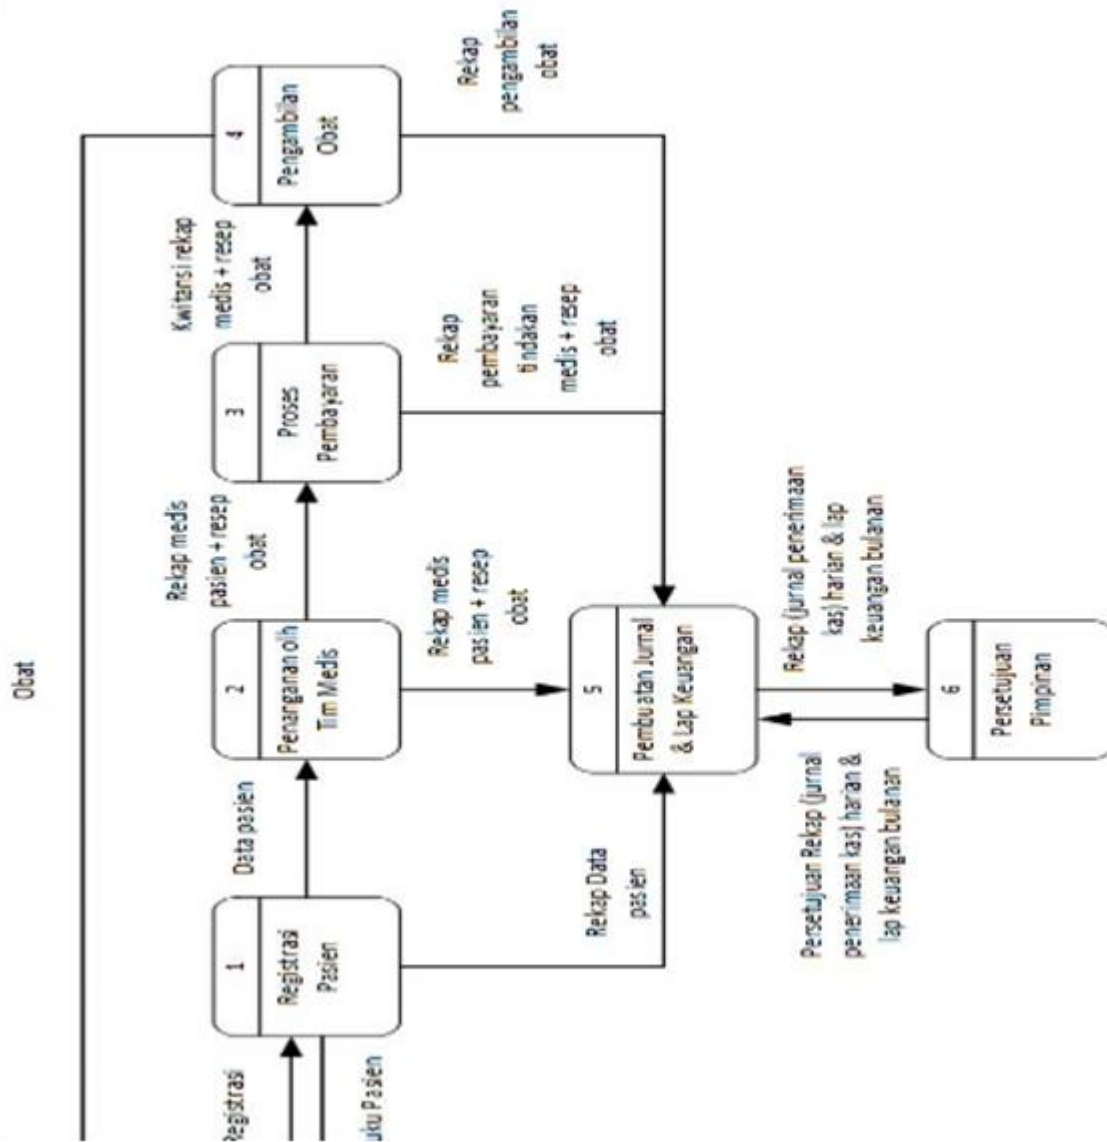 Obat
Registrasi
uku Pasien
1
Registrasi
Pasien
Data pasien
2
Penanganan olh
Tim Medis
Rekap medis
pasien + resep
obat
3
Proses
Pembayaran
Kwitansi rekap
medis + resep
obat
4
Pengambilan
Obat
Rekap Data
pasien
Rekap medis
pasien + resep
obat
Rekap
pembayaran
tindakan
medis + resep
obat
Rekap
pengambilan
obat
5
Pembuatan Jurnal
& Lap Keuangan
Persetujuan Rekap (jurnal
penerimaan kas) harian &
lap keuangan bulanan
Rekap (jurnal penerimaan
kas) harian & lap
keuangan bulanan
6
Persetujuan
Pimpinan